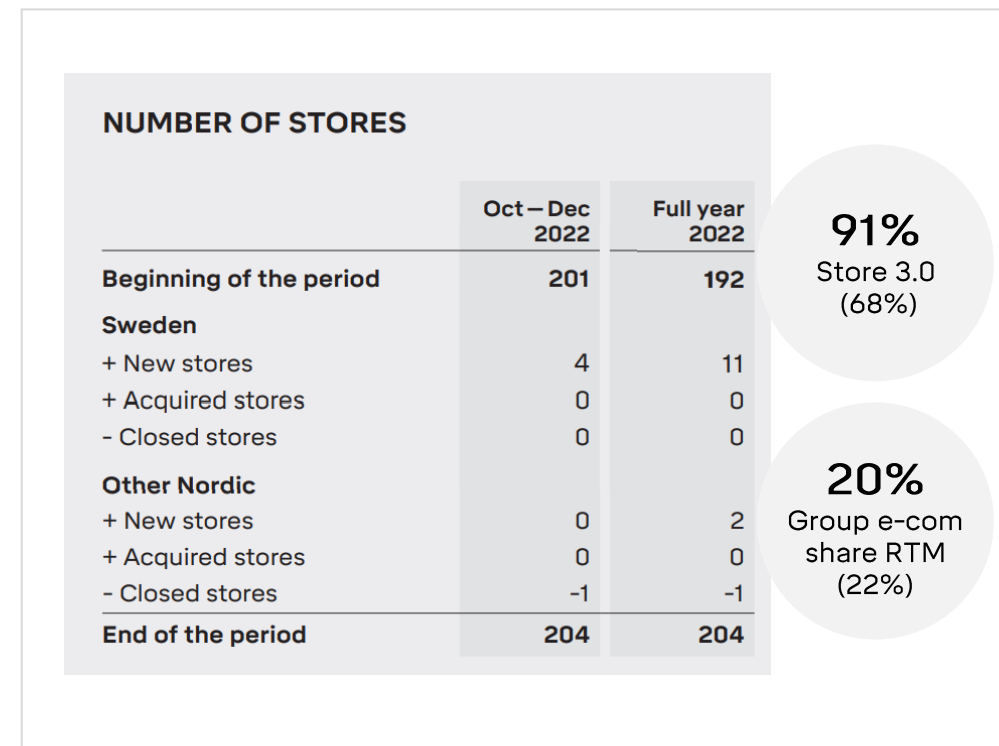 NUMBER OF STORES
Oct – Dec 2022 Full year 2022
Beginning of the period 201 192
Sweden
+ New stores 4 11
+ Acquired stores 0 0
- Closed stores 0 0
Other Nordic
+ New stores 0 2
+ Acquired stores 0 0
- Closed stores -1 -1
End of the period 204 204
91%
Store 3.0
(68%)
20%
Group e-com
share RTM
(22%)